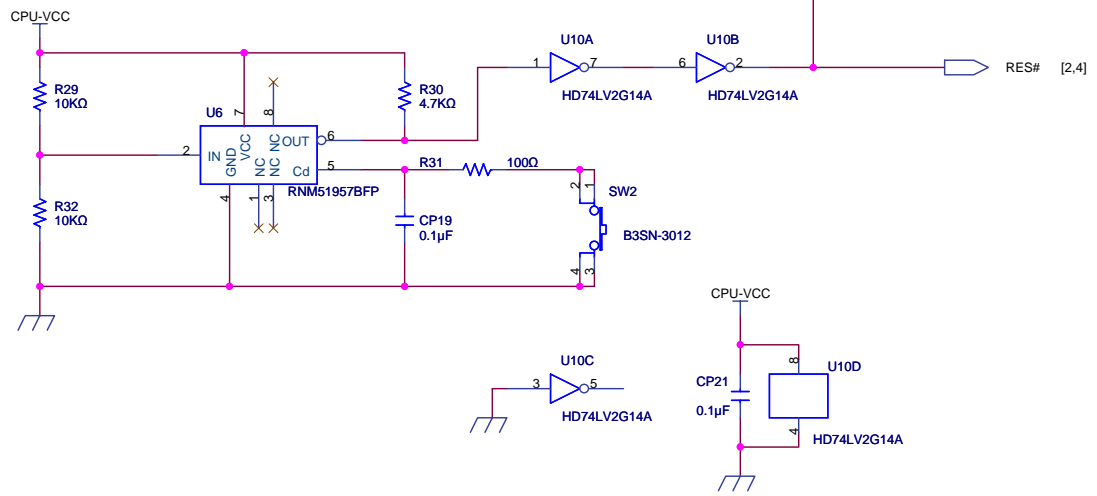 CPU-VCC
R29
10KΩ
R32
10KΩ
U6
7
8
2
IN
GND
VCC
NC
NC
NC
OUT
Cd
6
5
4
1
3
RNM51957BFP
R30
4.7KΩ
CP19
0.1µF
R31
100Ω
2
1
SW2
B3SN-3012
4
3
U10A
1
7
HD74LV2G14A
U10B
6
2
HD74LV2G14A
RES#
[2,4]
U10C
3
5
HD74LV2G14A
CPU-VCC
CP21
0.1µF
8
U10D
4
HD74LV2G14A